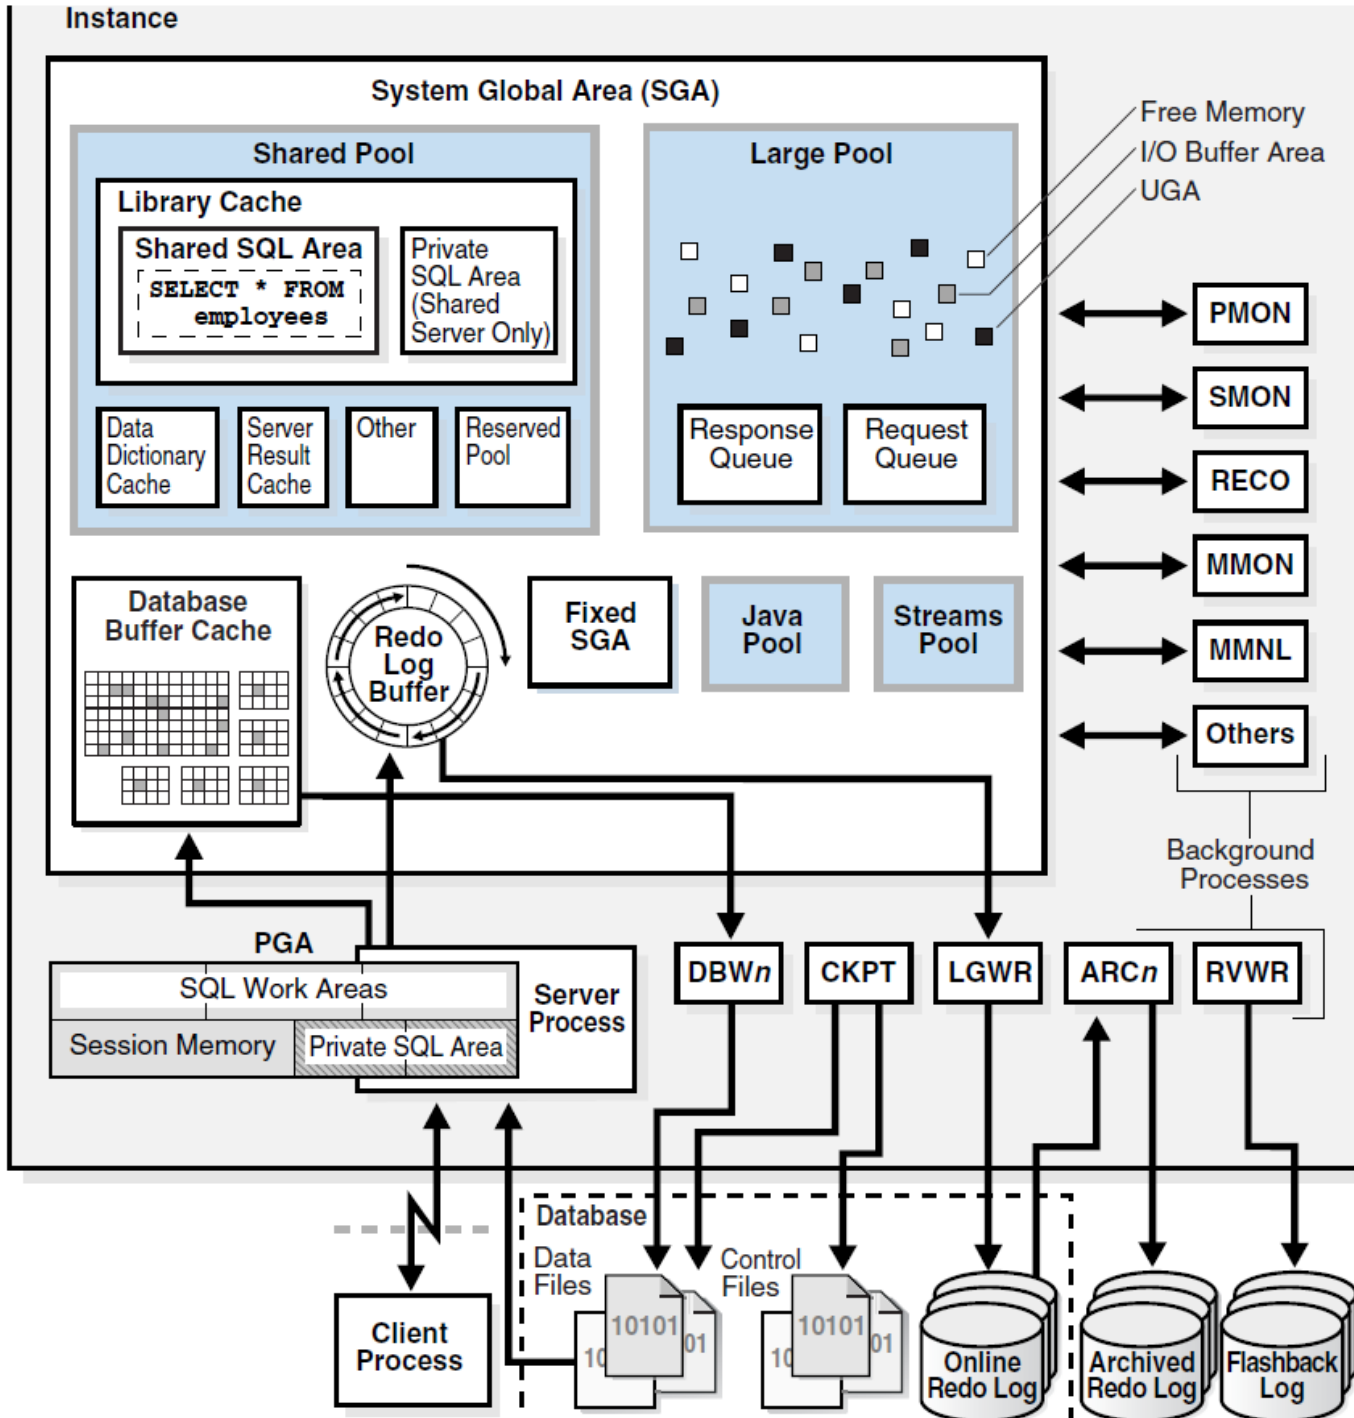 Instance
System Global Area (SGA)
Shared Pool
Library Cache
Shared SQL Area
SELECT * FROM
employees
Private
SQL Area
(Shared
Server Only)
Data
Dictionary
Cache
Server
Result
Cache
Other
Reserved
Pool
Large Pool
Free Memory
I/O Buffer Area
UGA
Response
Queue
Request
Queue
PMON
SMON
RECO
MMON
MMNL
Others
Background
Processes
Database
Buffer Cache
Redo
Log
Buffer
Fixed
SGA
Java
Pool
Streams
Pool
PGA
SQL Work Areas
Session Memory
Private SQL Area
Server
Process
DBWn
CKPT
LGWR
ARCn
RVWR
Database
Data
Files
10101
10
01
Control
Files
10101
10
01
Online
Redo Log
Archived
Redo Log
Flashback
Log
Client
Process